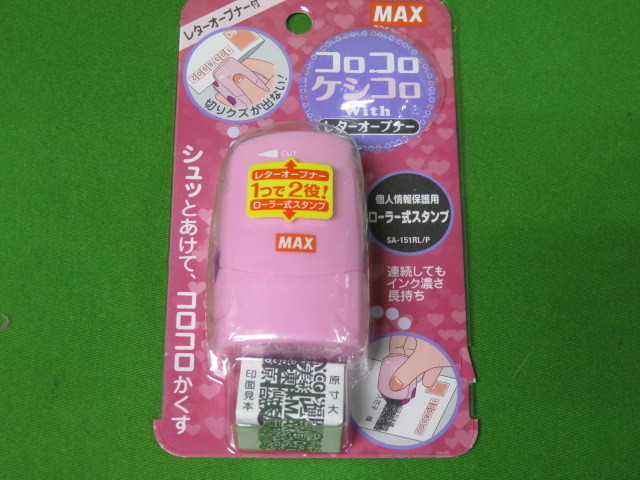 レターオープナー付
MAX
コロコロ
ケシコロ
With
レターオープナー
切りクズが出ない!
CUT
レターオープナー
1つで2役!
ローラー式スタンプ
MAX
個人情報保護用
ローラー式スタンプ
SA-151RL/P
連続しても
インク濃さ
長持ち
シュッとあけて、コロコロかくす
原寸大
印面見本